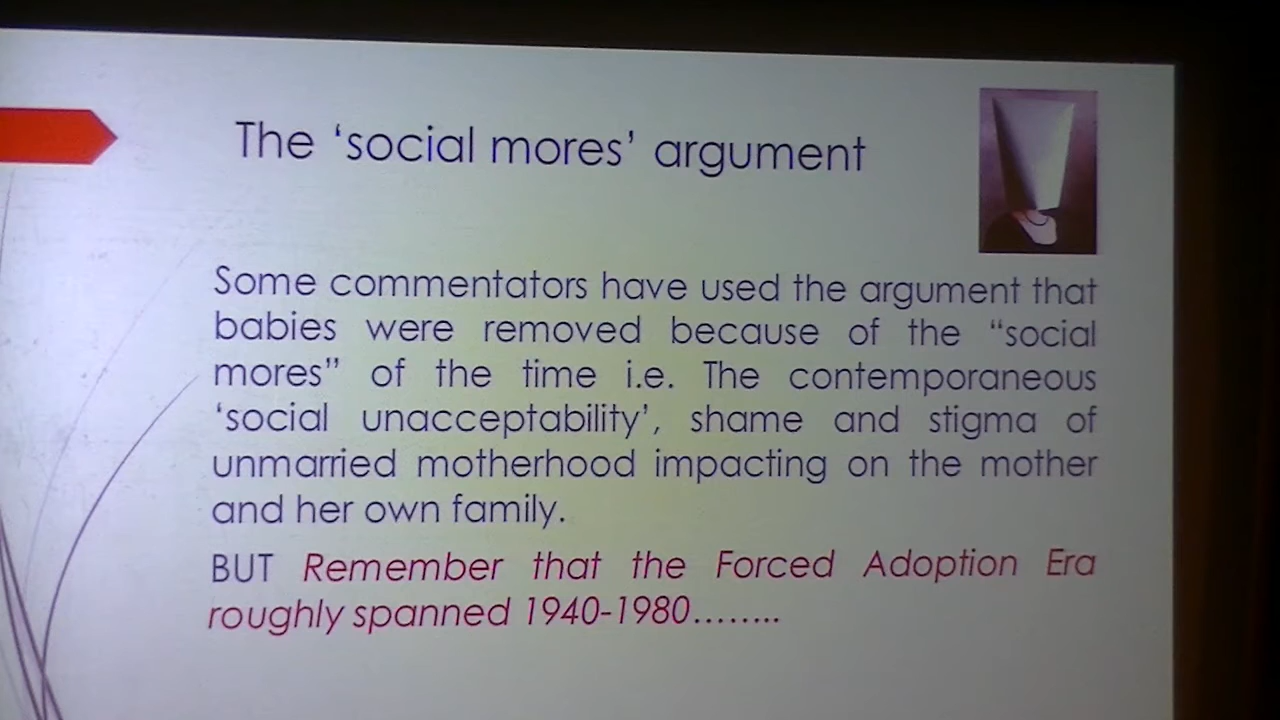 The ‘social mores’ argument
Some commentators have used the argument that
babies were removed because of the “social
mores” of the time i.e. The contemporaneous
‘social unacceptability’, shame and stigma of
unmarried motherhood impacting on the mother
and her own family.
BUT Remember that the Forced Adoption Era
roughly spanned 1940-1980........